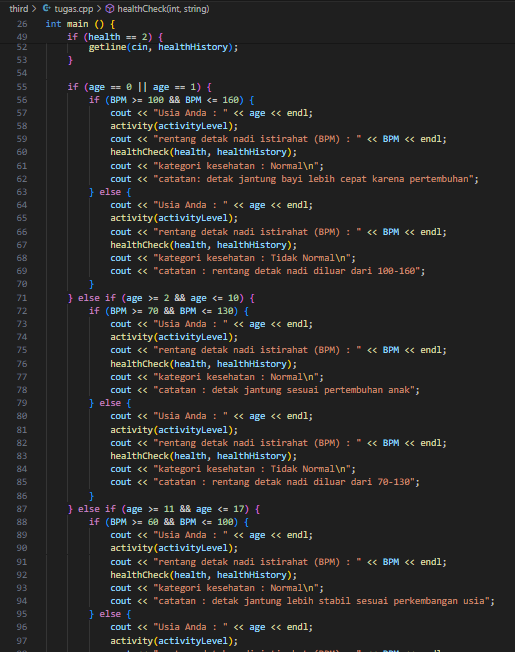 third > tugas.cpp > healthCheck(int, string)
26 int main () {
49 if (health == 2) {
52 getline(cin, healthHistory);
53 }
54
55 if (age == 0 || age == 1) {
56 if (BPM >= 100 && BPM <= 160) {
57 cout << "Usia Anda : " << age << endl;
58 activity(activityLevel);
59 cout << "rentang detak nadi istirahat (BPM) : " << BPM << endl;
60 healthCheck(health, healthHistory);
61 cout << "kategori kesehatan : Normal\n";
62 cout << "catatan: detak jantung bayi lebih cepat karena pertembuhan";
63 } else {
64 cout << "Usia Anda : " << age << endl;
65 activity(activityLevel);
66 cout << "rentang detak nadi istirahat (BPM) : " << BPM << endl;
67 healthCheck(health, healthHistory);
68 cout << "kategori kesehatan : Tidak Normal\n";
69 cout << "catatan : rentang detak nadi diluar dari 100-160";
70 }
71 } else if (age >= 2 && age <= 10) {
72 if (BPM >= 70 && BPM <= 130) {
73 cout << "Usia Anda : " << age << endl;
74 activity(activityLevel);
75 cout << "rentang detak nadi istirahat (BPM) : " << BPM << endl;
76 healthCheck(health, healthHistory);
77 cout << "kategori kesehatan : Normal\n";
78 cout << "catatan : detak jantung sesuai pertembuhan anak";
79 } else {
80 cout << "Usia Anda : " << age << endl;
81 activity(activityLevel);
82 cout << "rentang detak nadi istirahat (BPM) : " << BPM << endl;
83 healthCheck(health, healthHistory);
84 cout << "kategori kesehatan : Tidak Normal\n";
85 cout << "catatan : rentang detak nadi diluar dari 70-130";
86 }
87 } else if (age >= 11 && age <= 17) {
88 if (BPM >= 60 && BPM <= 100) {
89 cout << "Usia Anda : " << age << endl;
90 activity(activityLevel);
91 cout << "rentang detak nadi istirahat (BPM) : " << BPM << endl;
92 healthCheck(health, healthHistory);
93 cout << "kategori kesehatan : Normal\n";
94 cout << "catatan : detak jantung lebih stabil sesuai perkembangan usia";
95 } else {
96 cout << "Usia Anda : " << age << endl;
97 activity(activityLevel);